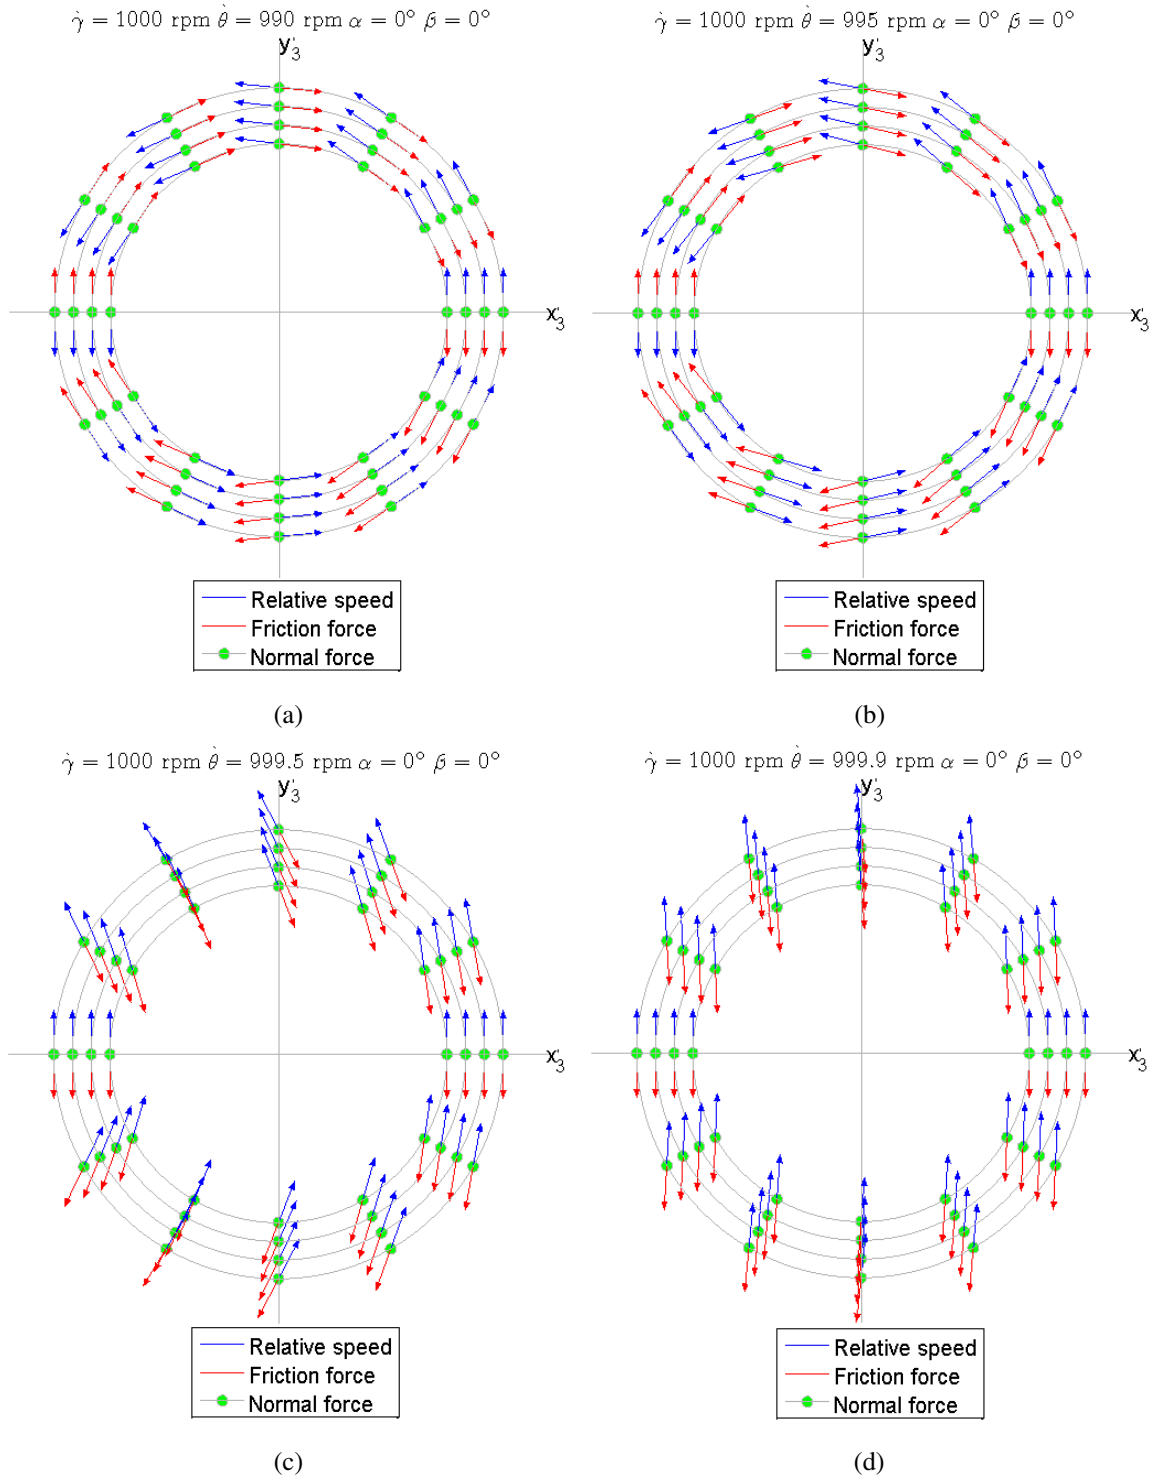 γ̇ = 1000 rpm θ̇ = 990 rpm α = 0° β = 0°
y'3
x'3
Relative speed
Friction force
Normal force
(a)
γ̇ = 1000 rpm θ̇ = 995 rpm α = 0° β = 0°
y'3
x'3
Relative speed
Friction force
Normal force
(b)
γ̇ = 1000 rpm θ̇ = 999.5 rpm α = 0° β = 0°
y'3
x'3
Relative speed
Friction force
Normal force
(c)
γ̇ = 1000 rpm θ̇ = 999.9 rpm α = 0° β = 0°
y'3
x'3
Relative speed
Friction force
Normal force
(d)